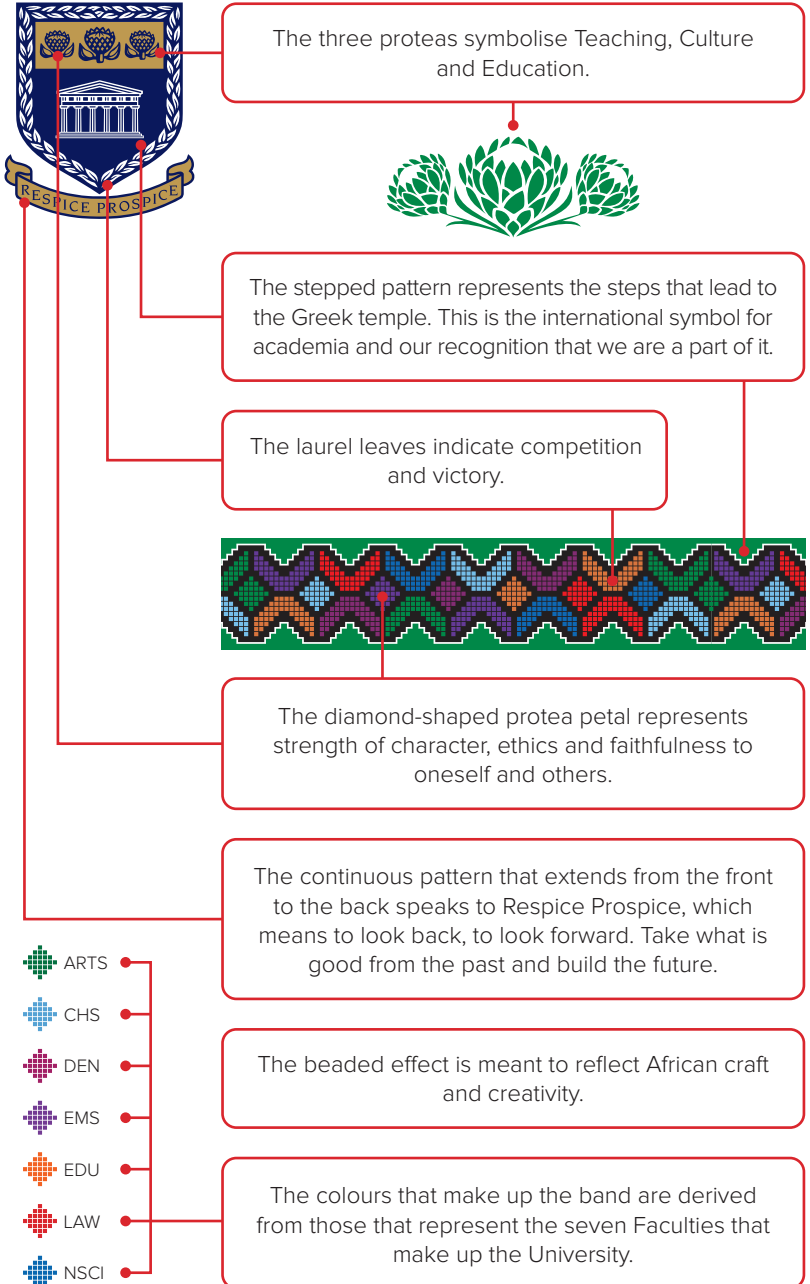 The three proteas symbolise Teaching, Culture
and Education.
RESPICE PROSPICE
The stepped pattern represents the steps that lead to
the Greek temple. This is the international symbol for
academia and our recognition that we are a part of it.
The laurel leaves indicate competition
and victory.
The diamond-shaped protea petal represents
strength of character, ethics and faithfulness to
oneself and others.
The continuous pattern that extends from the front
to the back speaks to Respice Prospice, which
means to look back, to look forward. Take what is
good from the past and build the future.
ARTS
CHS
DEN
EMS
EDU
LAW
NSCI
The beaded effect is meant to reflect African craft
and creativity.
The colours that make up the band are derived
from those that represent the seven Faculties that
make up the University.